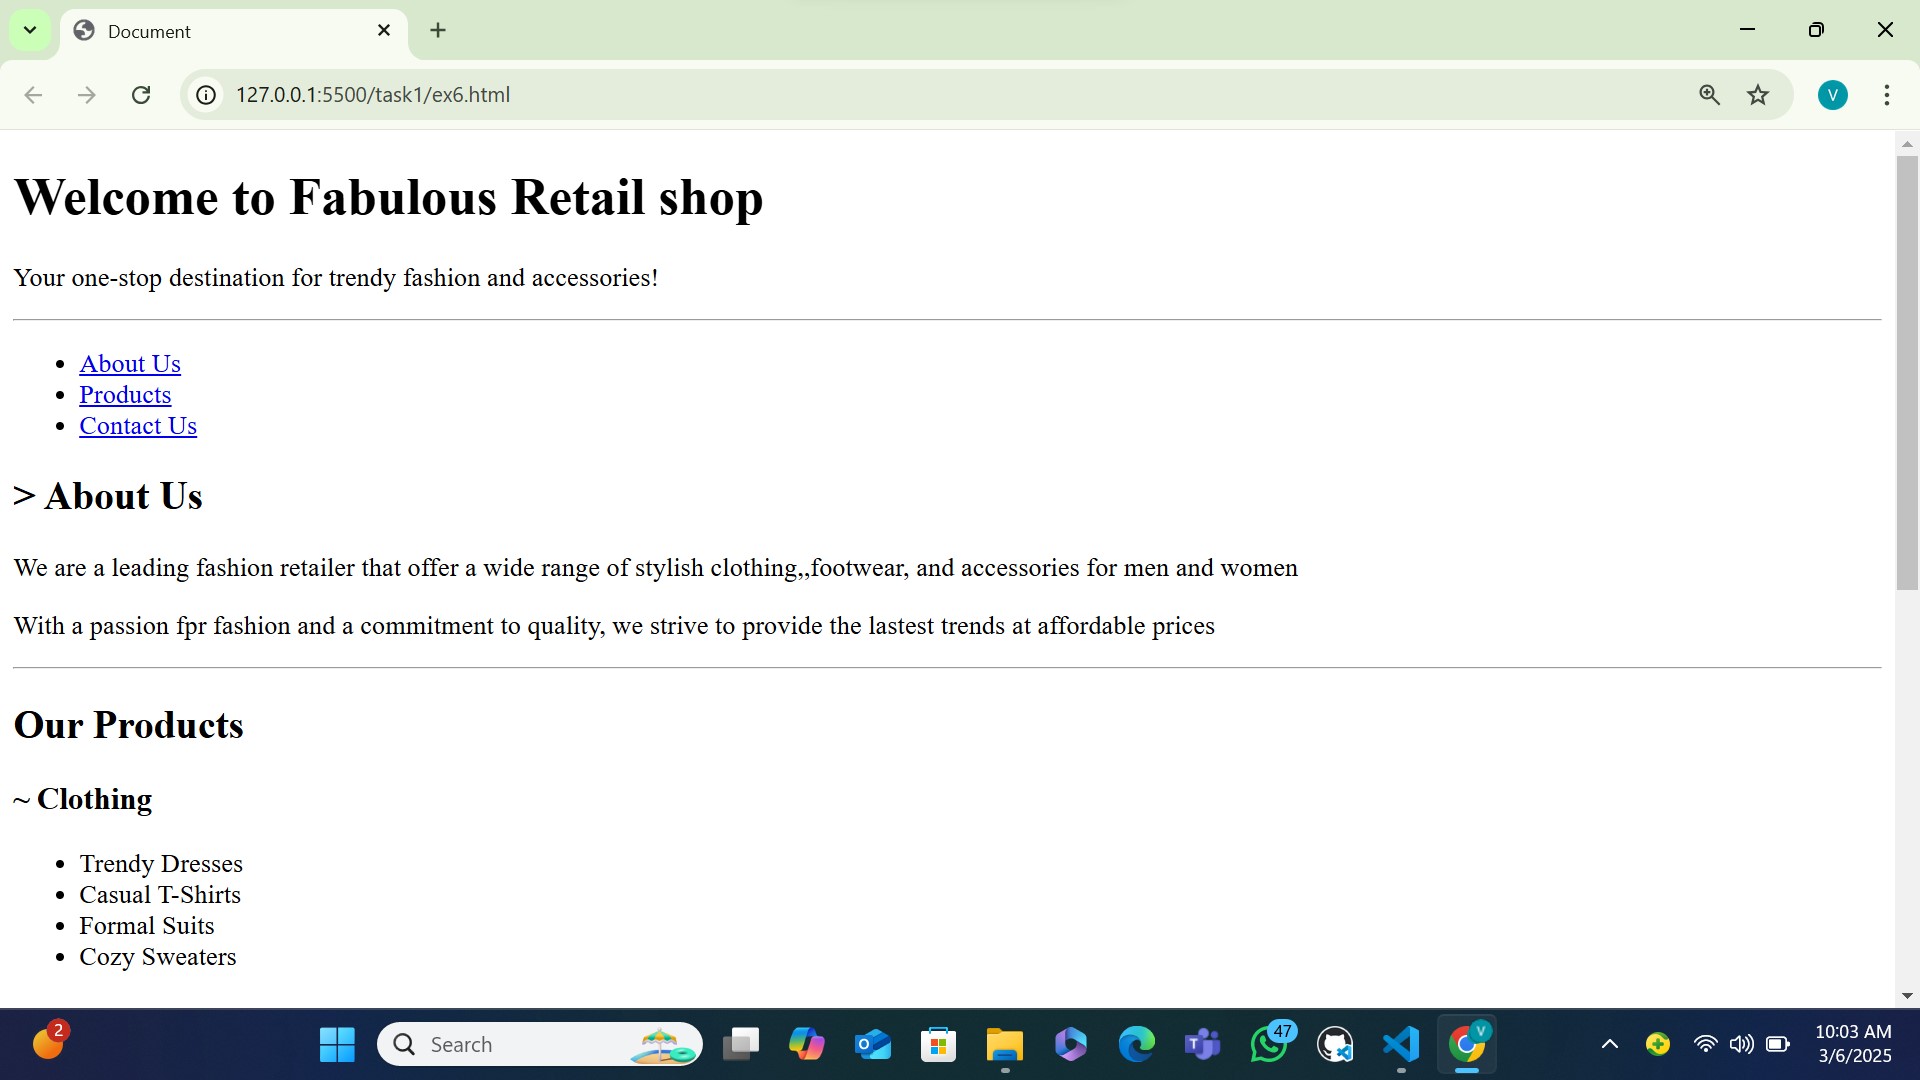 Document
127.0.0.1:5500/task1/ex6.html
V
Welcome to Fabulous Retail shop
Your one-stop destination for trendy fashion and accessories!
• About Us
• Products
• Contact Us
> About Us
We are a leading fashion retailer that offer a wide range of stylish clothing,,footwear, and accessories for men and women
With a passion fpr fashion and a commitment to quality, we strive to provide the lastest trends at affordable prices
Our Products
~ Clothing
• Trendy Dresses
• Casual T-Shirts
• Formal Suits
• Cozy Sweaters
2
Search
47
V
10:03 AM
3/6/2025